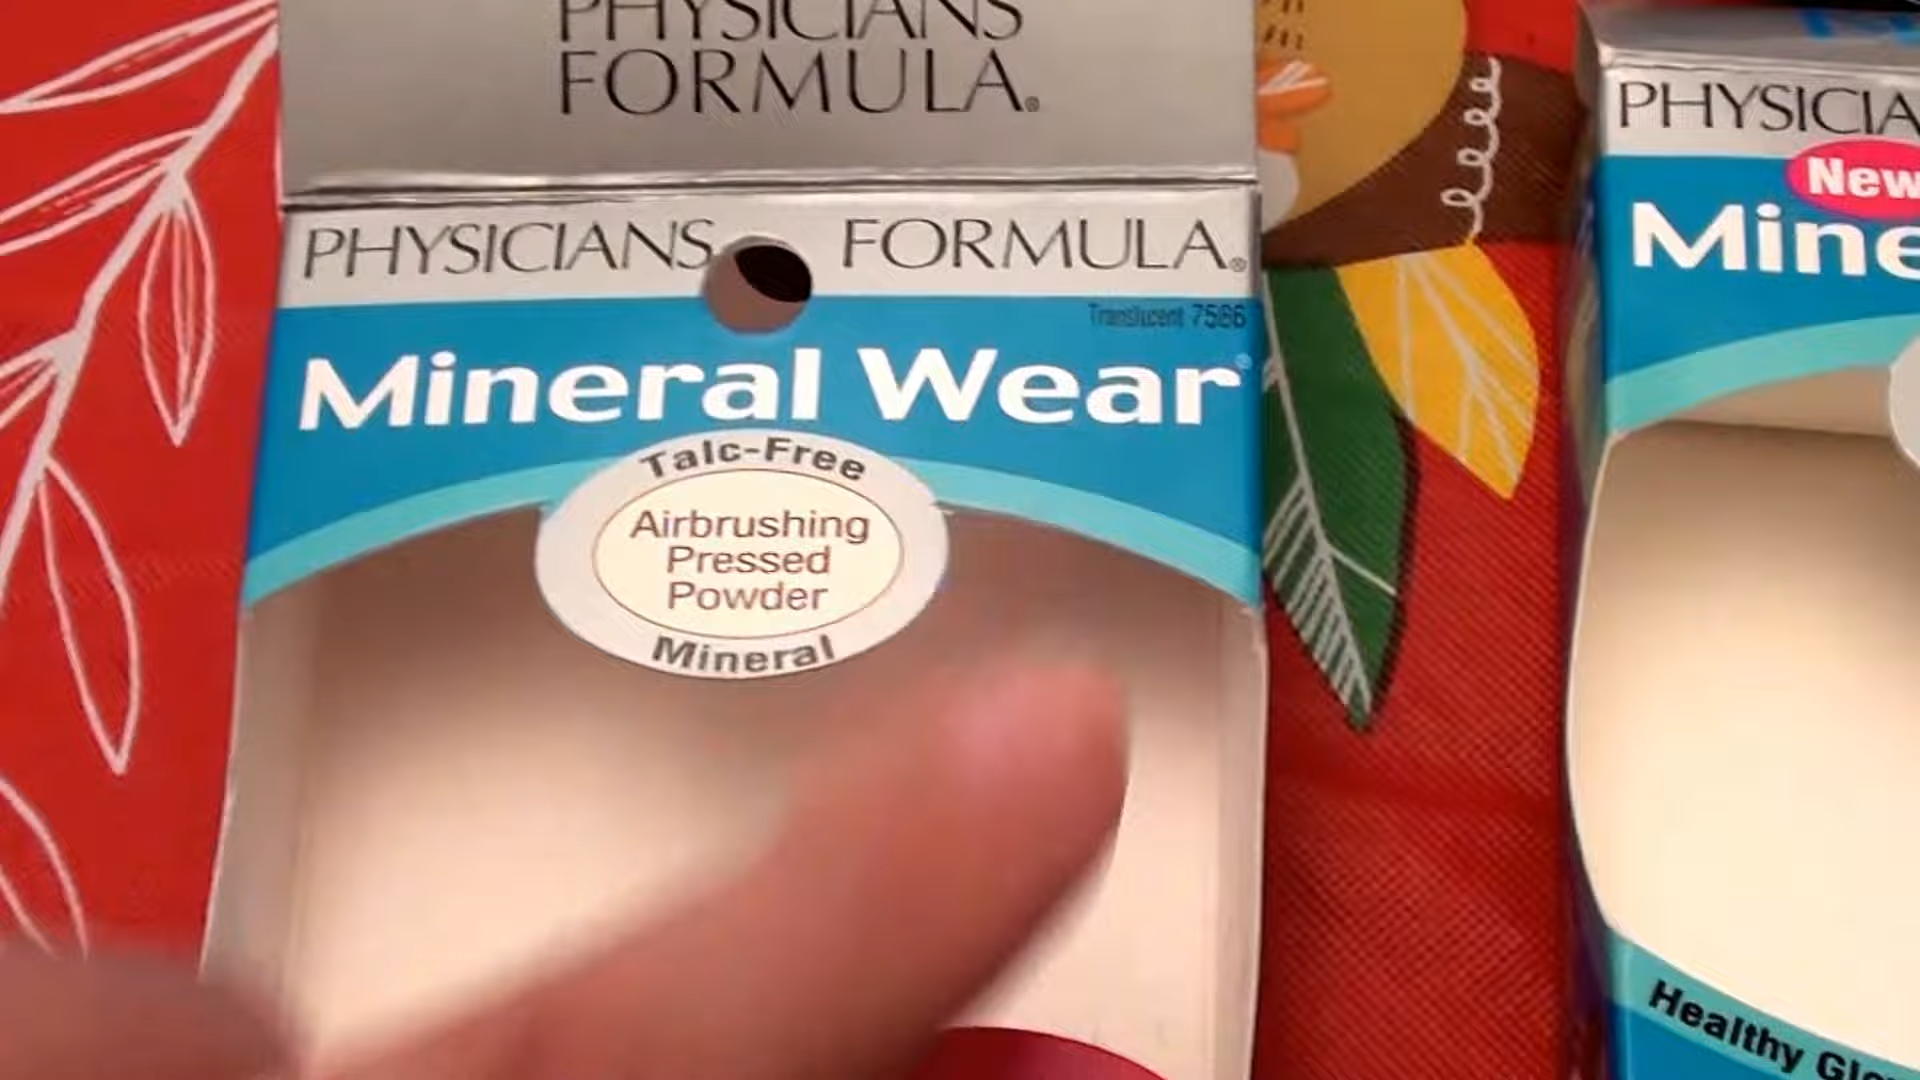 PHYSICIANS
FORMULA®
PHYSICIANS FORMULA®
Translucent 7586
Mineral Wear®
Talc-Free
Airbrushing
Pressed
Powder
Mineral
PHYSICIA
New
Mine
Healthy Glo